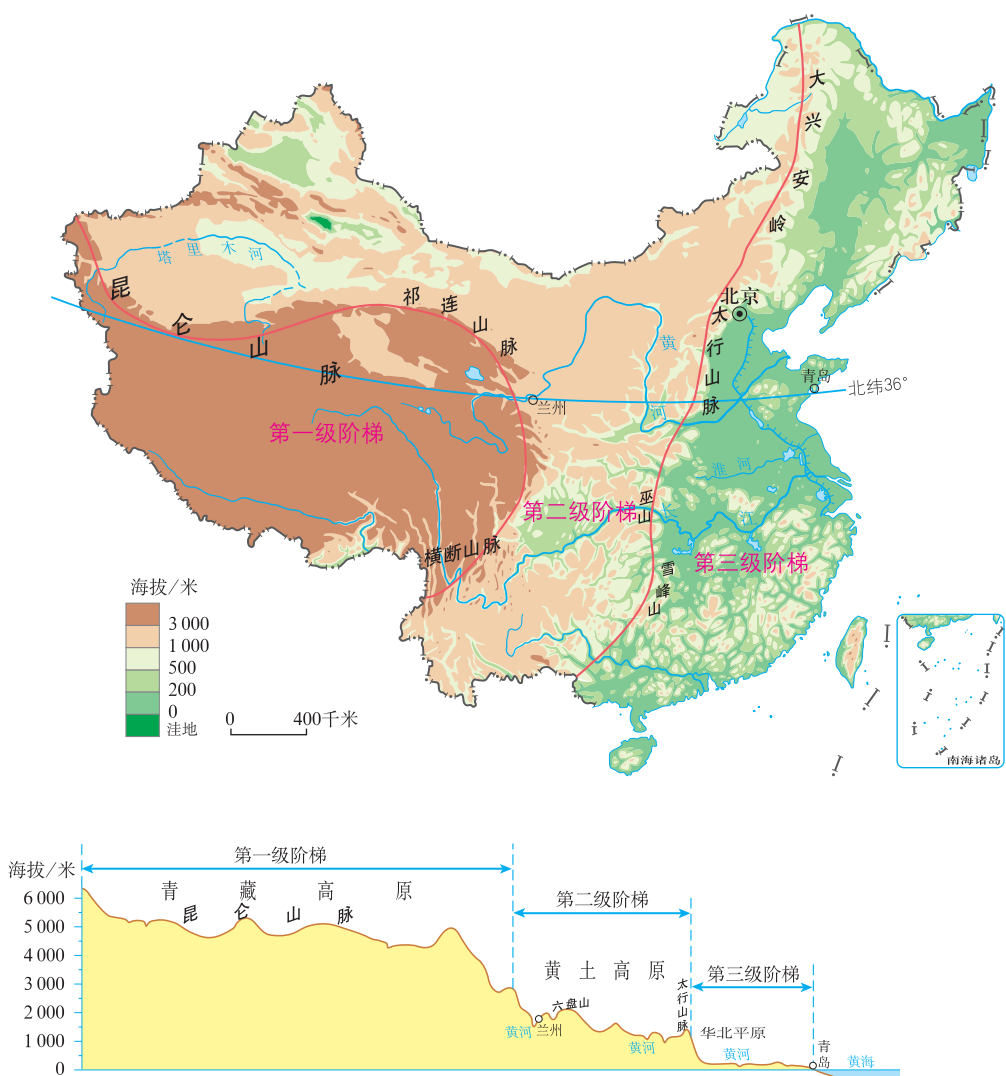 大兴安岭
塔里木河
昆仑山脉
祁连山脉
北京
太行山脉
黄河
青岛
北纬36°
兰州
第一级阶梯
淮河
巫山
第二级阶梯
长江
横断山脉
第三级阶梯
雪峰山
海拔/米
3 000
1 000
500
200
0
洼地
0 400千米
南海诸岛
第一级阶梯
海拔/米
青藏高原
第二级阶梯
6 000
昆仑山脉
5 000
4 000
黄土高原
第三级阶梯
3 000
太行山脉
六盘山
2 000
黄河
兰州
华北平原
1 000
黄河
黄河
青岛
黄海
0